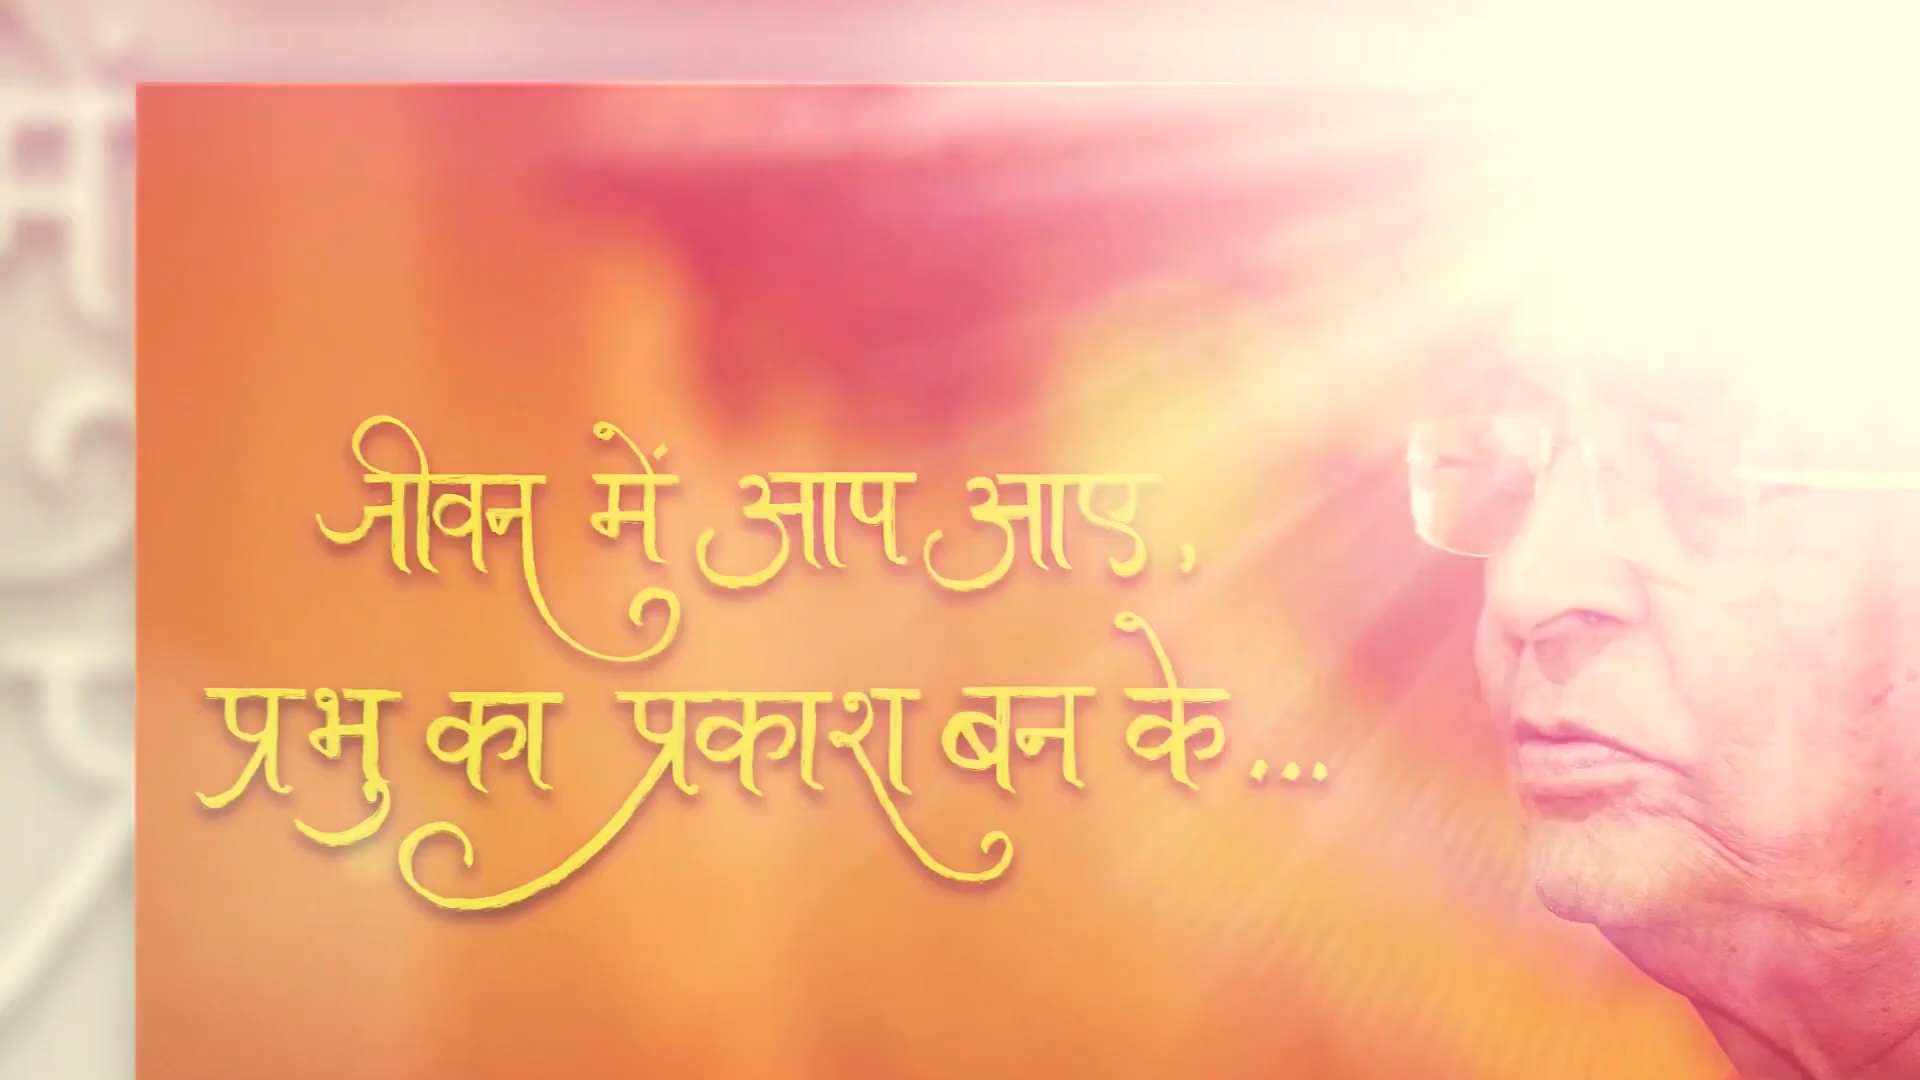 जीवन में आप आए,
प्रभु का प्रकाश बन के...